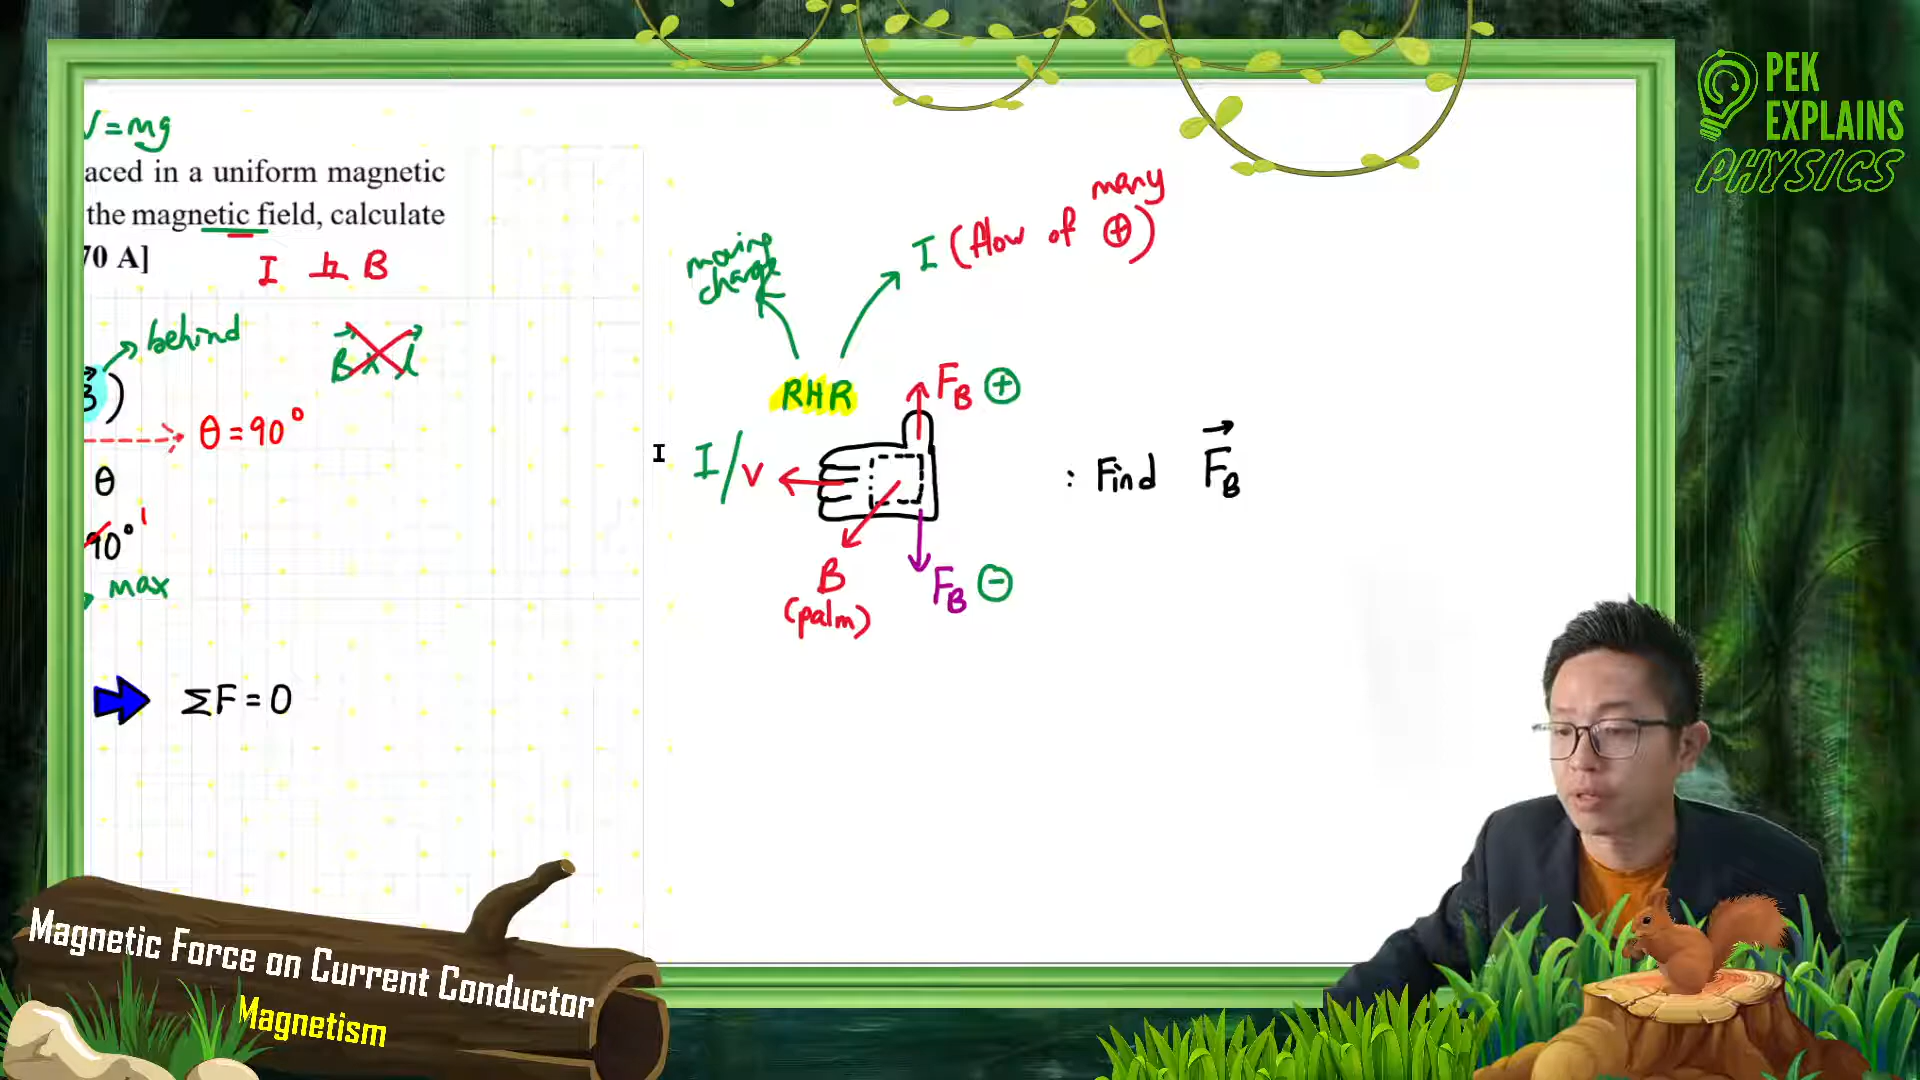 = mg
aced in a uniform magnetic
the magnetic field, calculate
70 A]
I B
behind
B x l
θ = 90°
θ
90° 1
max
ΣF = 0
moving
charge
I (flow of many ⊕)
RHR
F_B ⊕
I
I/v
B
(palm)
F_B ⊖
: Find F_B
PEK
EXPLAINS
PHYSICS
Magnetic Force on Current Conductor
Magnetism